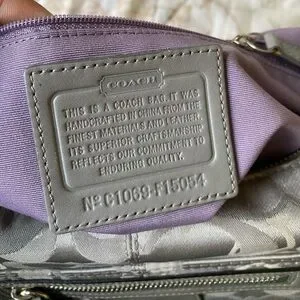 COACH
THIS IS A COACH BAG. IT WAS
HANDCRAFTED IN CHINA FROM THE
FINEST MATERIALS AND LEATHER.
ITS SUPERIOR CRAFTSMANSHIP
REFLECTS OUR COMMITMENT TO
ENDURING QUALITY.
Nº C1069-F15054